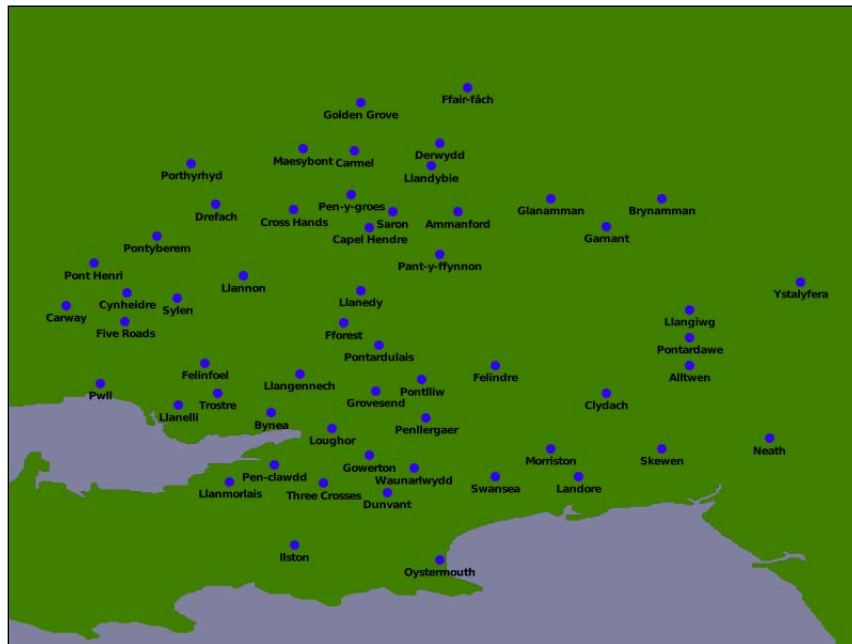 Ffair-fâch
Golden Grove
Derwydd
Maesybont
Carmel
Porthyrhyd
Llandybie
Pen-y-groes
Glanamman
Brynamman
Drefach
Cross Hands
Saron
Ammanford
Capel Hendre
Garnant
Pontyberem
Pant-y-ffynnon
Pont Henri
Llannon
Ystalyfera
Cynheidre
Sylen
Llanedy
Carway
Llangiwg
Five Roads
Fforest
Pontardawe
Pontardulais
Felinfoel
Llangennech
Felindre
Alltwen
Pwll
Pontlliw
Trostre
Grovesend
Clydach
Llanelli
Bynea
Penllergaer
Loughor
Neath
Gowerton
Morriston
Skewen
Pen-clawdd
Waunarlwydd
Llanmorlais
Three Crosses
Swansea
Landore
Dunvant
Ilston
Oystermouth